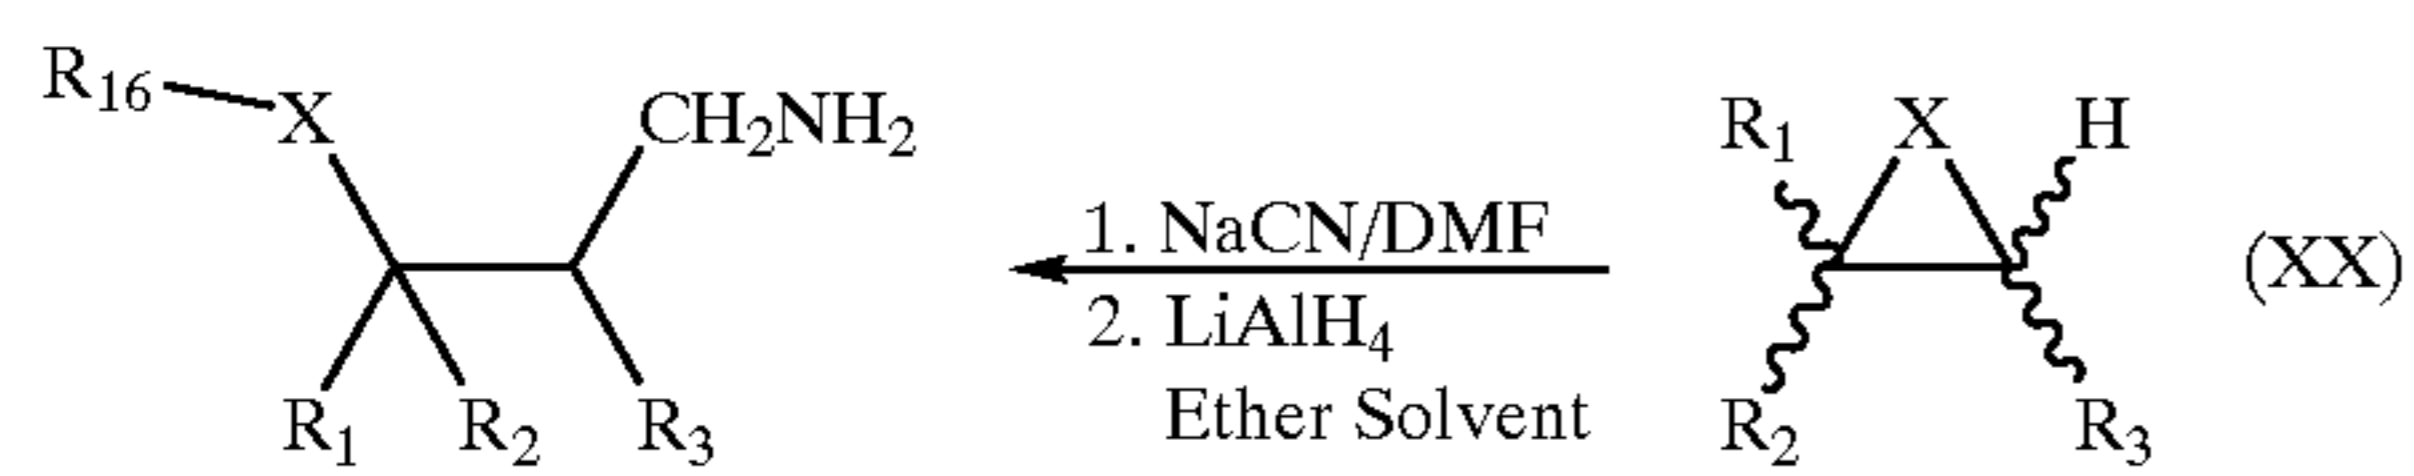 R16 X CH2NH2
R1 R2 R3
1. NaCN/DMF
2. LiAlH4
Ether Solvent
R1 X H
R2 R3
(XX)